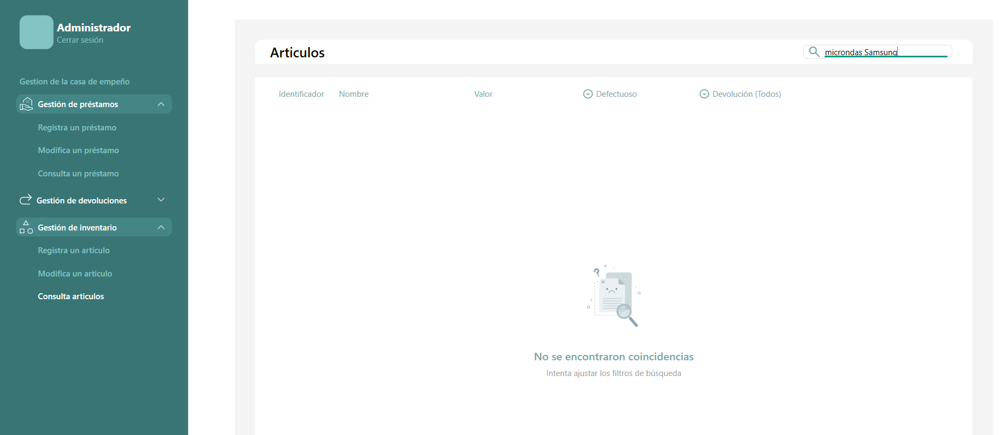 Administrador
Cerrar sesión
Gestion de la casa de empeño
Gestión de préstamos
Registra un préstamo
Modifica un préstamo
Consulta un préstamo
Gestión de devoluciones
Gestión de inventario
Registra un artículo
Modifica un articulo
Consulta articulos
Articulos
microndas Samsung
Identificador Nombre Valor Defectuoso Devolución (Todos)
?
No se encontraron coincidencias
Intenta ajustar los filtros de búsqueda